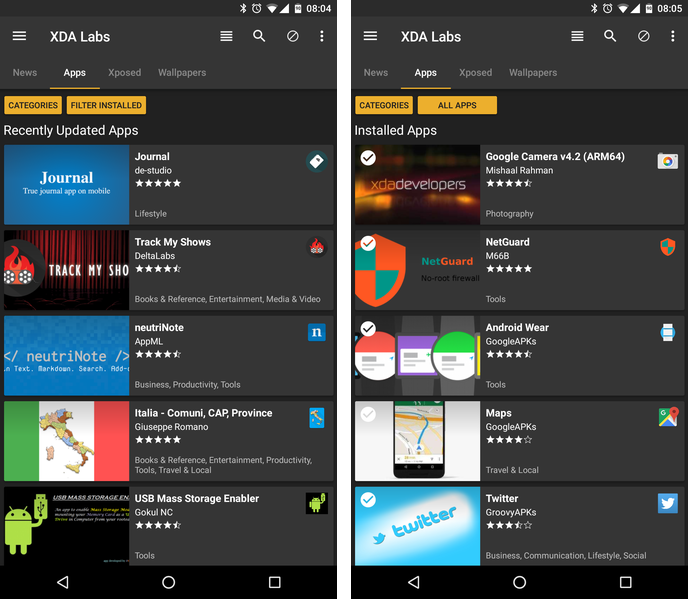 08:04
XDA Labs
News Apps Xposed Wallpapers
CATEGORIES FILTER INSTALLED
Recently Updated Apps
Journal
True journal app on mobile
Journal
de-studio
Lifestyle
TRACK MY SHO
Track My Shows
DeltaLabs
Books & Reference, Entertainment, Media & Video
</ neutriNote />
n Text. Markdown. Search. Add-
neutriNote
AppML
n
Business, Productivity, Tools
Italia - Comuni, CAP, Province
Giuseppe Romano
Books & Reference, Entertainment, Productivity,
Tools, Travel & Local
USB MASS STORAGE EN
USB Mass Storage Enabler
Gokul NC
Tools
08:05
XDA Labs
News Apps Xposed Wallpapers
CATEGORIES ALL APPS
Installed Apps
xdadevelopers
Google Camera v4.2 (ARM64)
Mishaal Rahman
Photography
NetGuard
No-root firewall
NetGuard
M66B
Tools
Android Wear
GoogleAPKs
Tools
Maps
GoogleAPKs
Travel & Local
twitter
Twitter
GroovyAPKs
Business, Communication, Lifestyle, Social